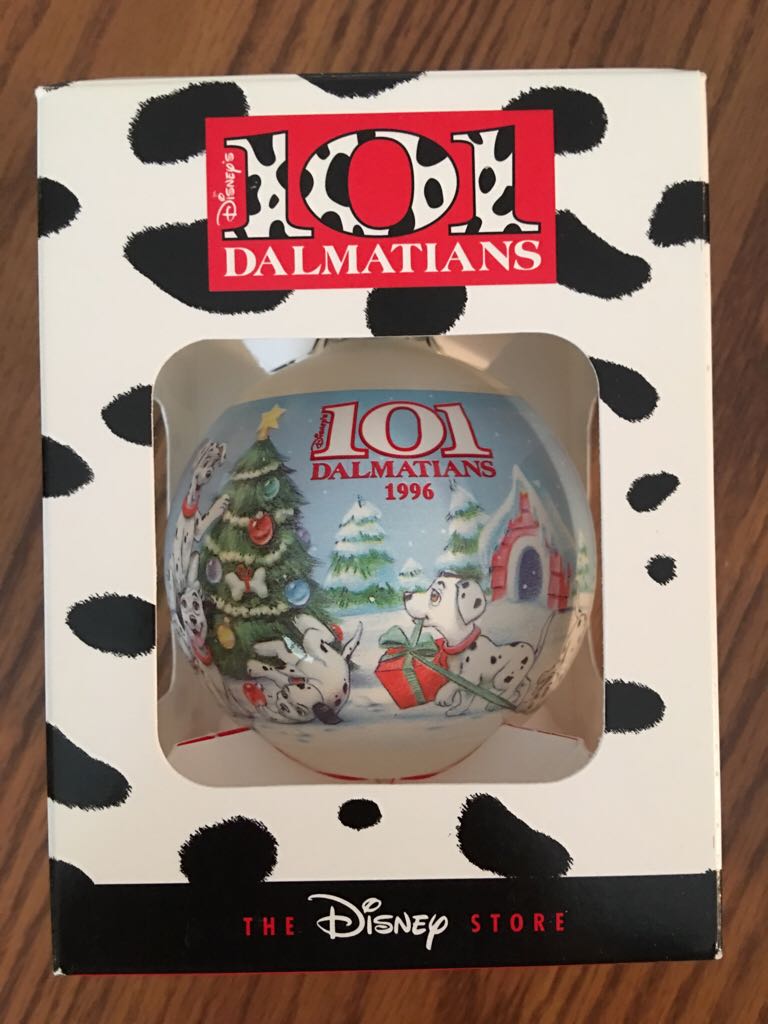 DISNEY'S
101
DALMATIANS
DISNEY'S
101
DALMATIANS
1996
THE DISNEY STORE